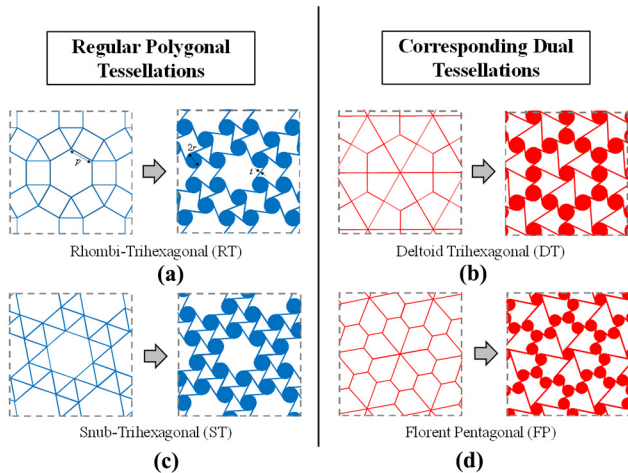 Regular Polygonal
Tessellations
Corresponding Dual
Tessellations
p
2r
t
Rhombi-Trihexagonal (RT)
Deltoid Trihexagonal (DT)
(a)
(b)
Snub-Trihexagonal (ST)
Florent Pentagonal (FP)
(c)
(d)